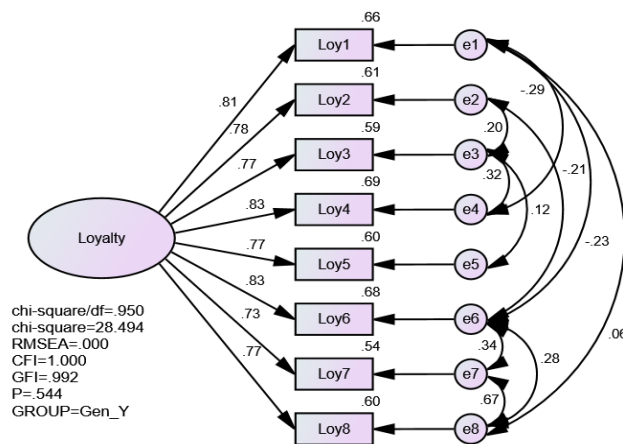 .66
Loy1
e1
.61
Loy2
e2
.59
Loy3
e3
.69
Loy4
e4
.60
Loy5
e5
.68
Loy6
e6
.54
Loy7
e7
.60
Loy8
e8
.81
.78
.77
.83
.77
.83
.73
.77
Loyalty
-.29
.20
.32
-.21
.12
-.23
.06
.34
.28
.67
chi-square/df=.950
chi-square=28.494
RMSEA=.000
CFI=1.000
GFI=.992
P=.544
GROUP=Gen_Y